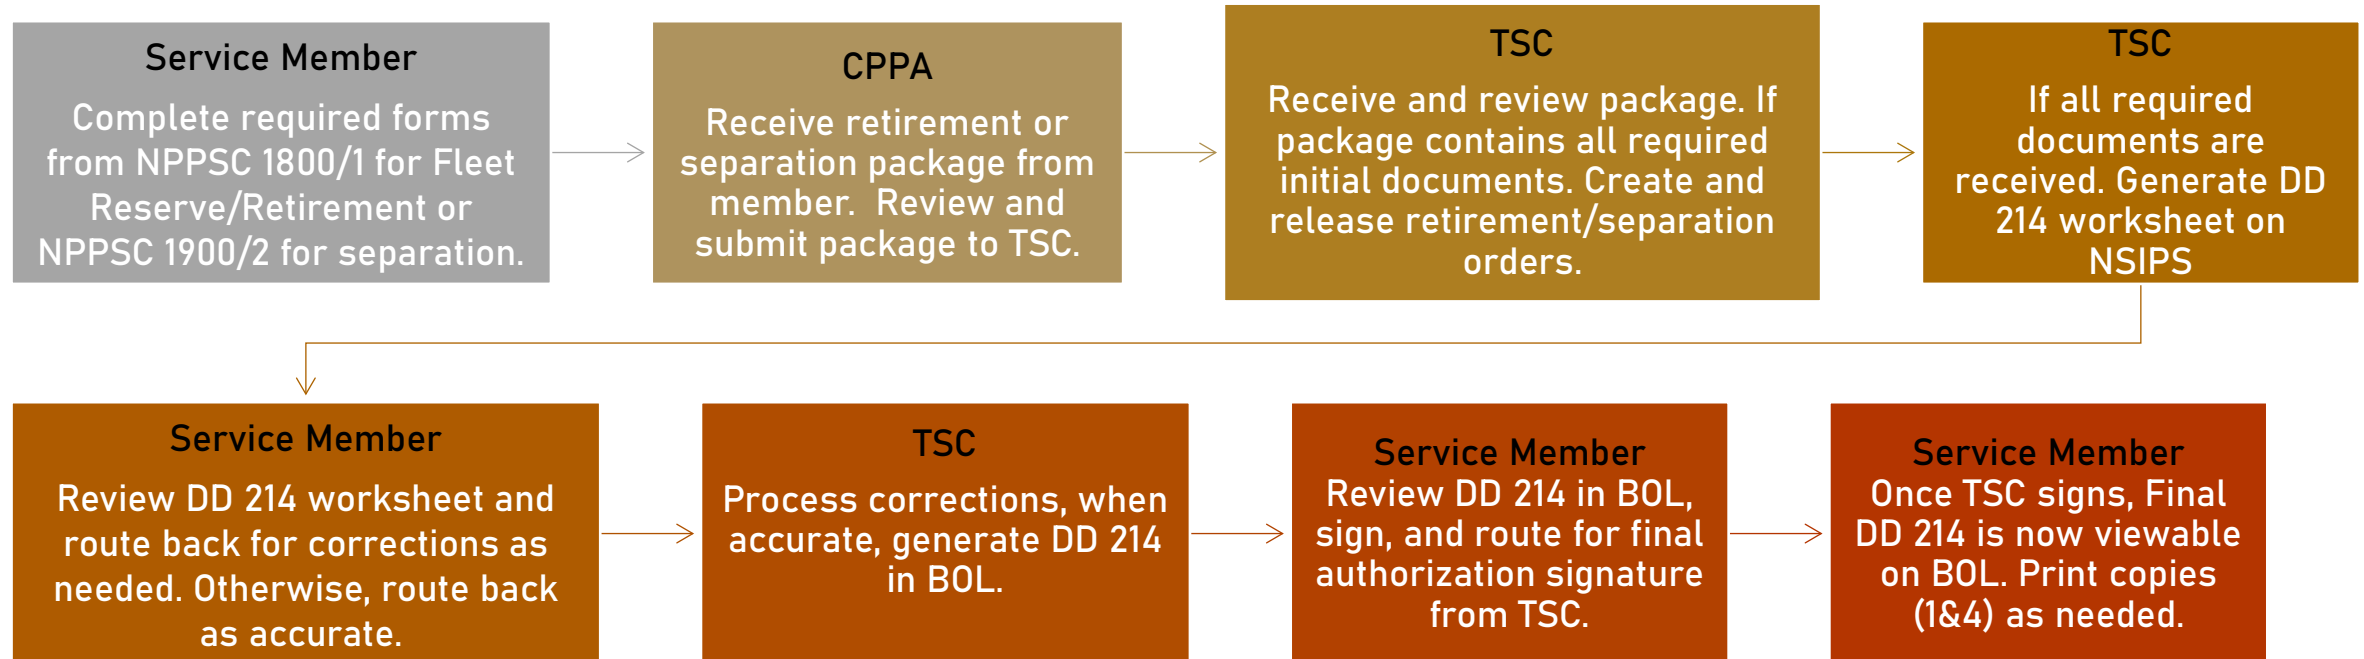 Service Member
Complete required forms
from NPPSC 1800/1 for Fleet
Reserve/Retirement or
NPPSC 1900/2 for separation.
CPPA
Receive retirement or
separation package from
member.  Review and
submit package to TSC.
TSC
Receive and review package. If
package contains all required
initial documents. Create and
release retirement/separation
orders.
TSC
If all required
documents are
received. Generate DD
214 worksheet on
NSIPS
Service Member
Review DD 214 worksheet and
route back for corrections as
needed. Otherwise, route back
as accurate.
TSC
Process corrections, when
accurate, generate DD 214
in BOL.
Service Member
Review DD 214 in BOL,
sign, and route for final
authorization signature
from TSC.
Service Member
Once TSC signs, Final
DD 214 is now viewable
on BOL. Print copies
(1&4) as needed.